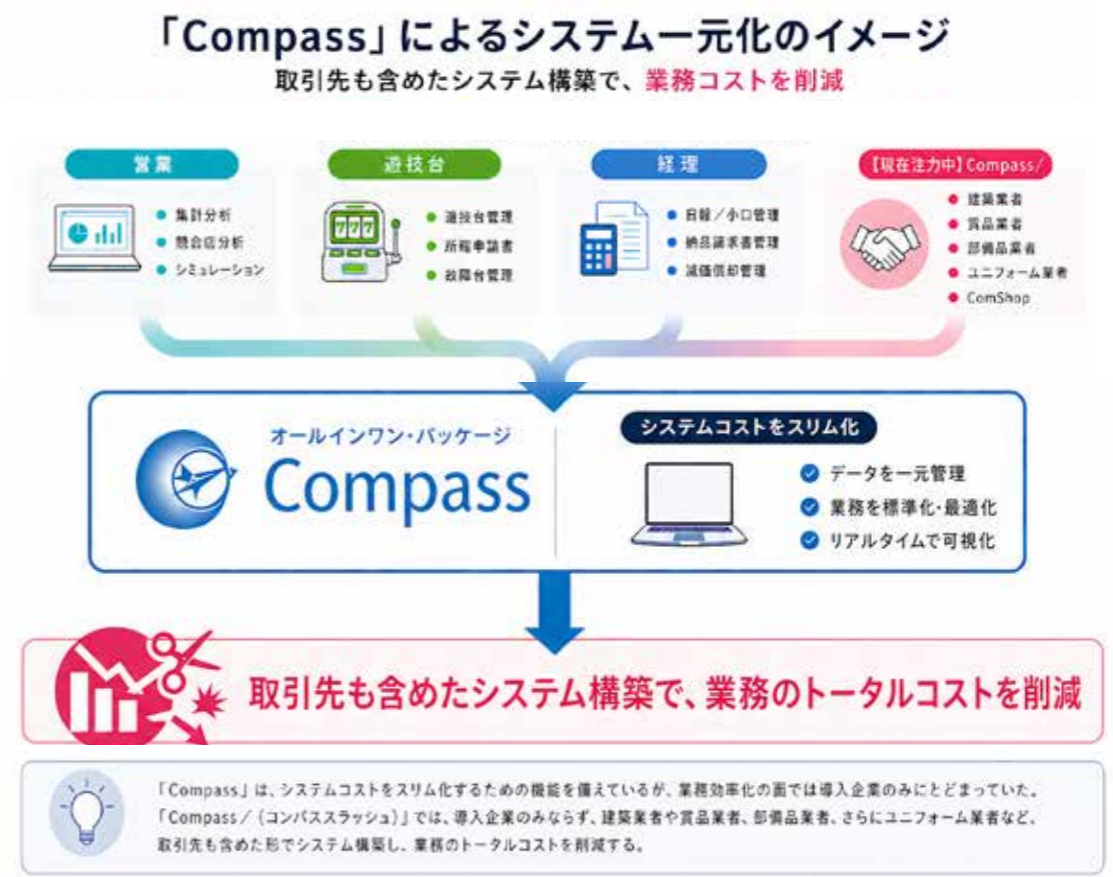 「Compass」によるシステム一元化のイメージ
取引先も含めたシステム構築で、業務コストを削減
営業
集計分析
競合店分析
シミュレーション
遊技台
777
遊技台管理
所轄申請書
故障台管理
経理
日報／小口管理
納品請求書管理
減価償却管理
【現在注力中】Compass/
建築業者
賞品業者
部備品業者
ユニフォーム業者
ComShop
オールインワン・パッケージ
Compass
システムコストをスリム化
データを一元管理
業務を標準化・最適化
リアルタイムで可視化
取引先も含めたシステム構築で、業務のトータルコストを削減
「Compass」は、システムコストをスリム化するための機能を備えているが、業務効率化の面では導入企業のみにとどまっていた。
「Compass／（コンパススラッシュ）」では、導入企業のみならず、建築業者や賞品業者、部備品業者、さらにユニフォーム業者など、
取引先も含めた形でシステム構築し、業務のトータルコストを削減する。